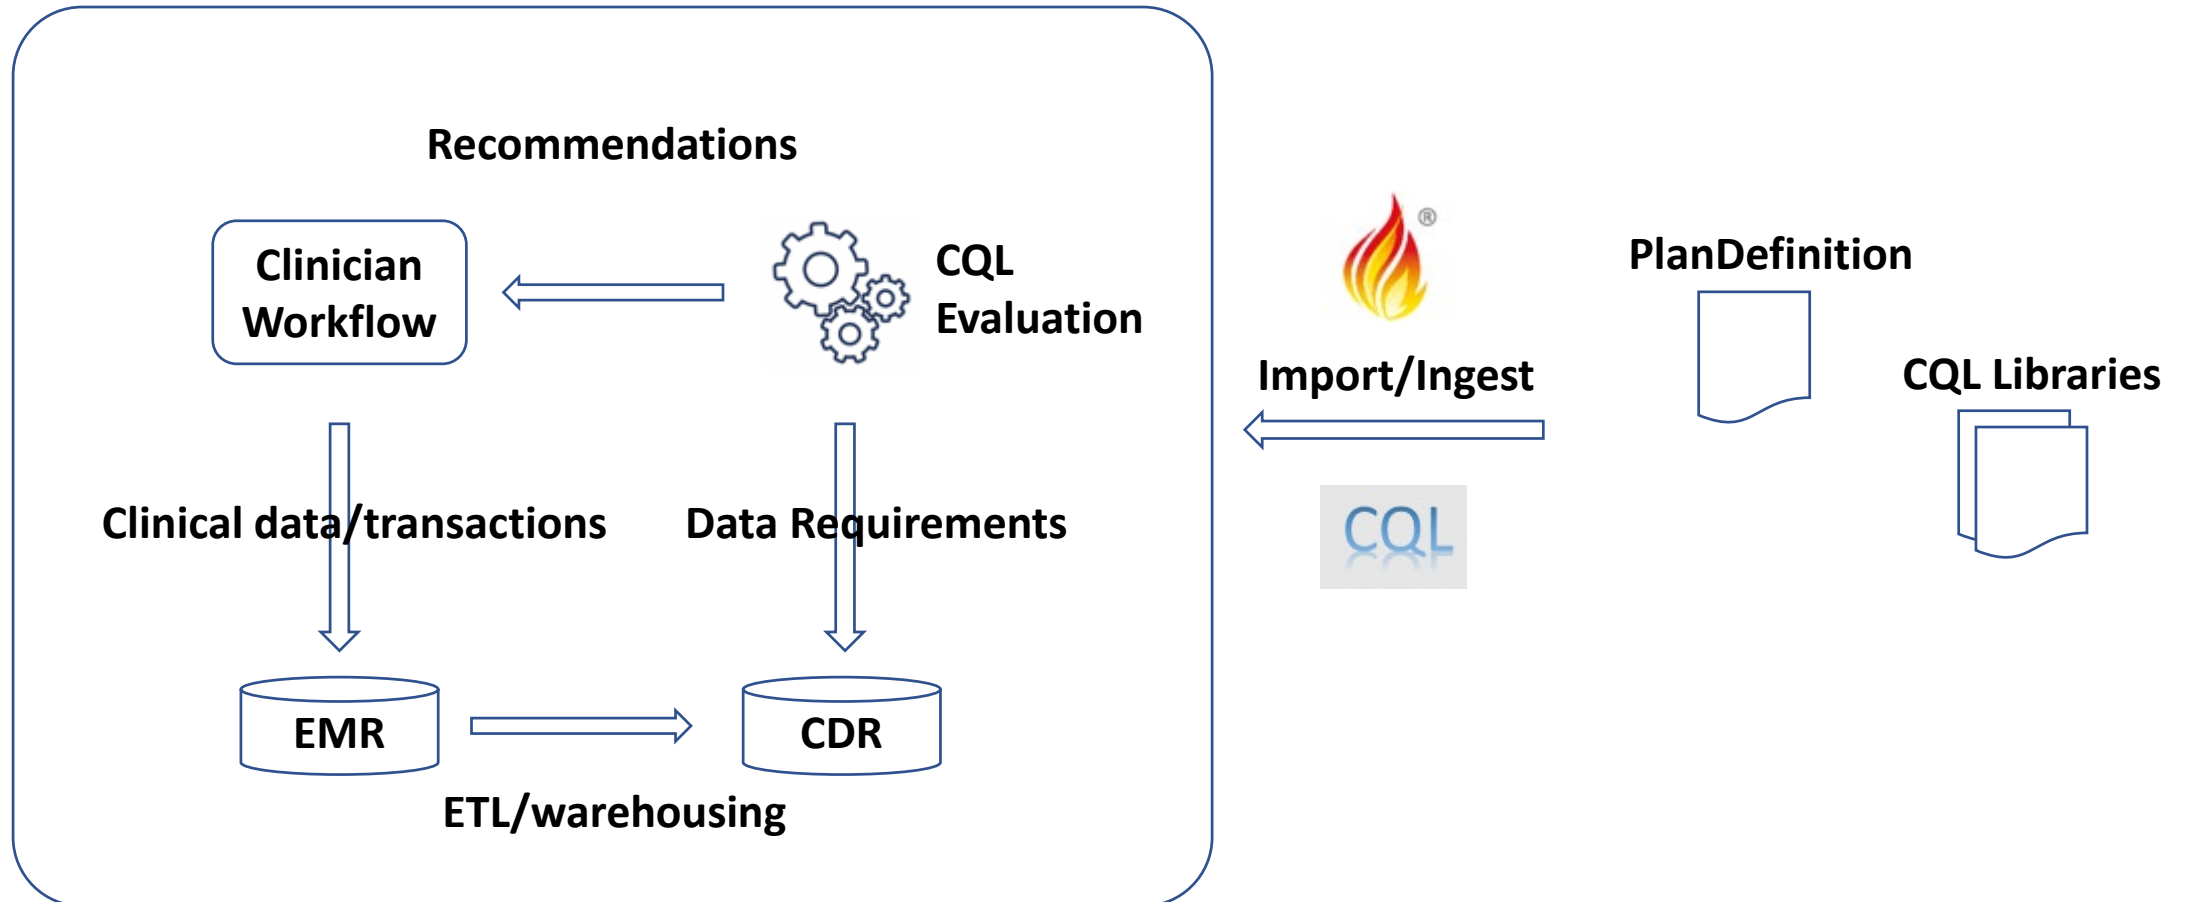 Recommendations
Clinician
Workflow
CQL
Evaluation
Clinical data/transactions
Data Requirements
EMR
CDR
ETL/warehousing
®
Import/Ingest
CQL
PlanDefinition
CQL Libraries